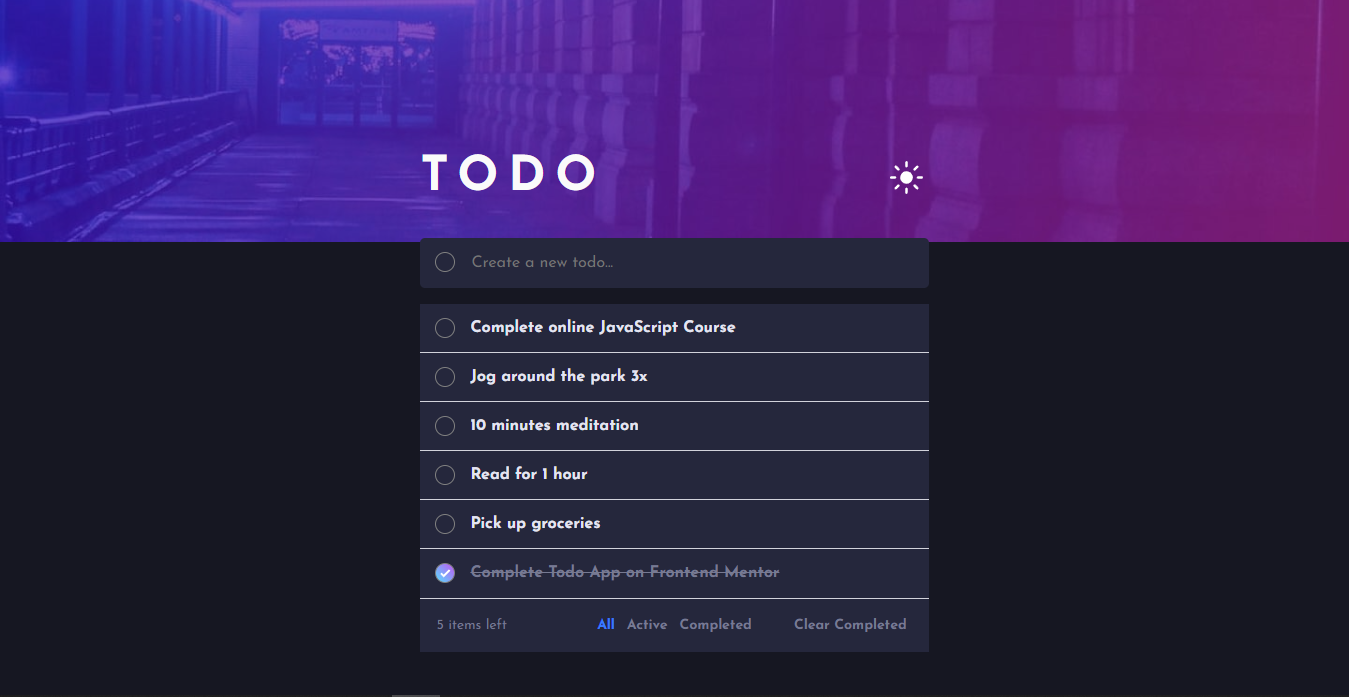 TODO
Create a new todo...
Complete online JavaScript Course
Jog around the park 3x
10 minutes meditation
Read for 1 hour
Pick up groceries
Complete Todo App on Frontend Mentor
5 items left All Active Completed Clear Completed